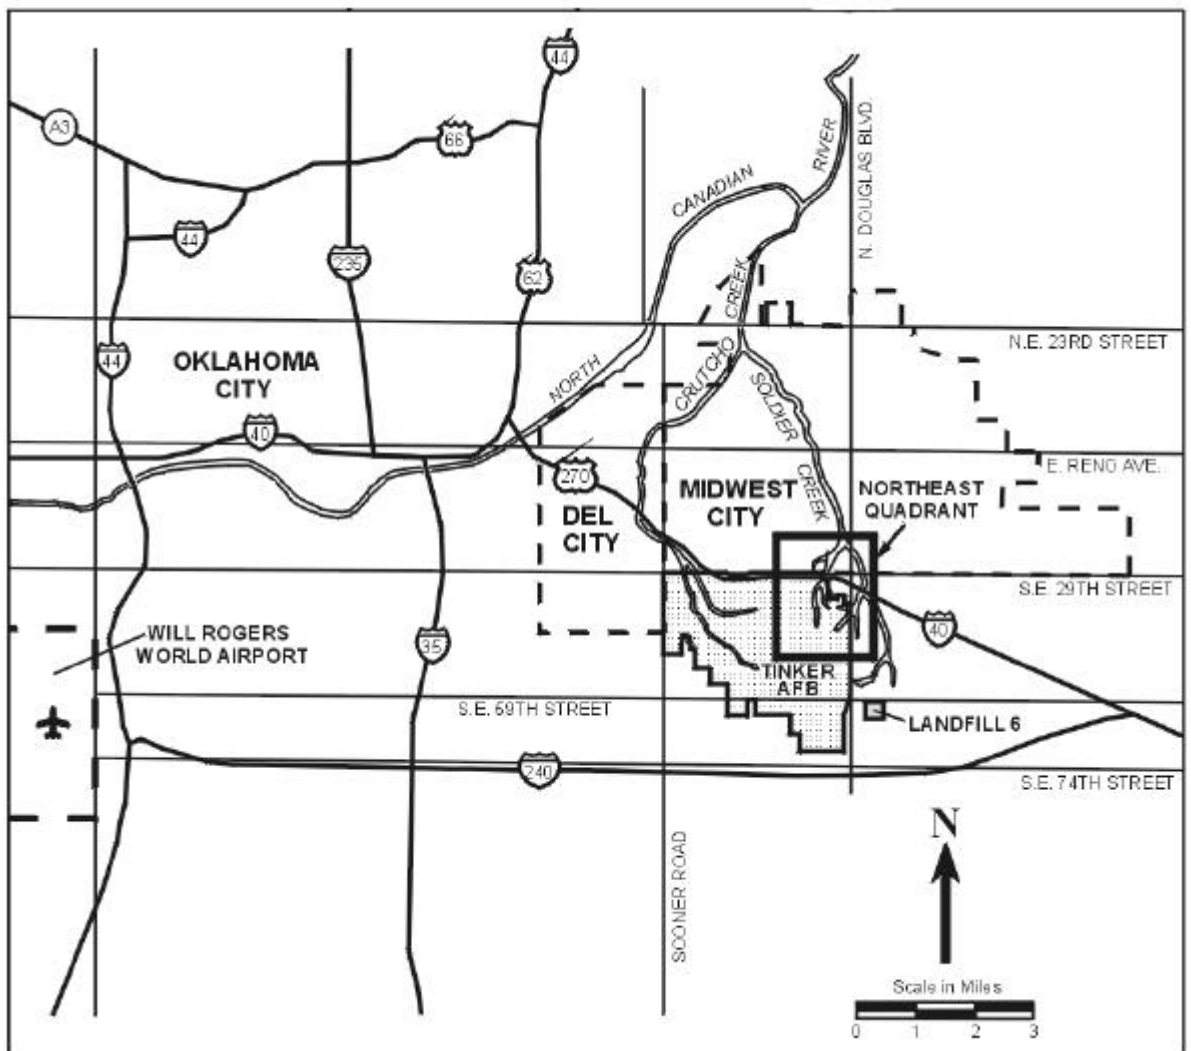 44
A3
66
CANADIAN
RIVER
N. DOUGLAS BLVD.
44
235
62
CREEK
N.E. 23RD STREET
44
OKLAHOMA
CITY
NORTH
CRUTCHO
SOLDIER
CREEK
40
E. RENO AVE.
270
MIDWEST
CITY
NORTHEAST
QUADRANT
DEL
CITY
S.E. 29TH STREET
WILL ROGERS
WORLD AIRPORT
35
40
TINKER
AFB
S.E. 59TH STREET
LANDFILL 6
240
S.E. 74TH STREET
N
SOONER ROAD
Scale in Miles
0 1 2 3